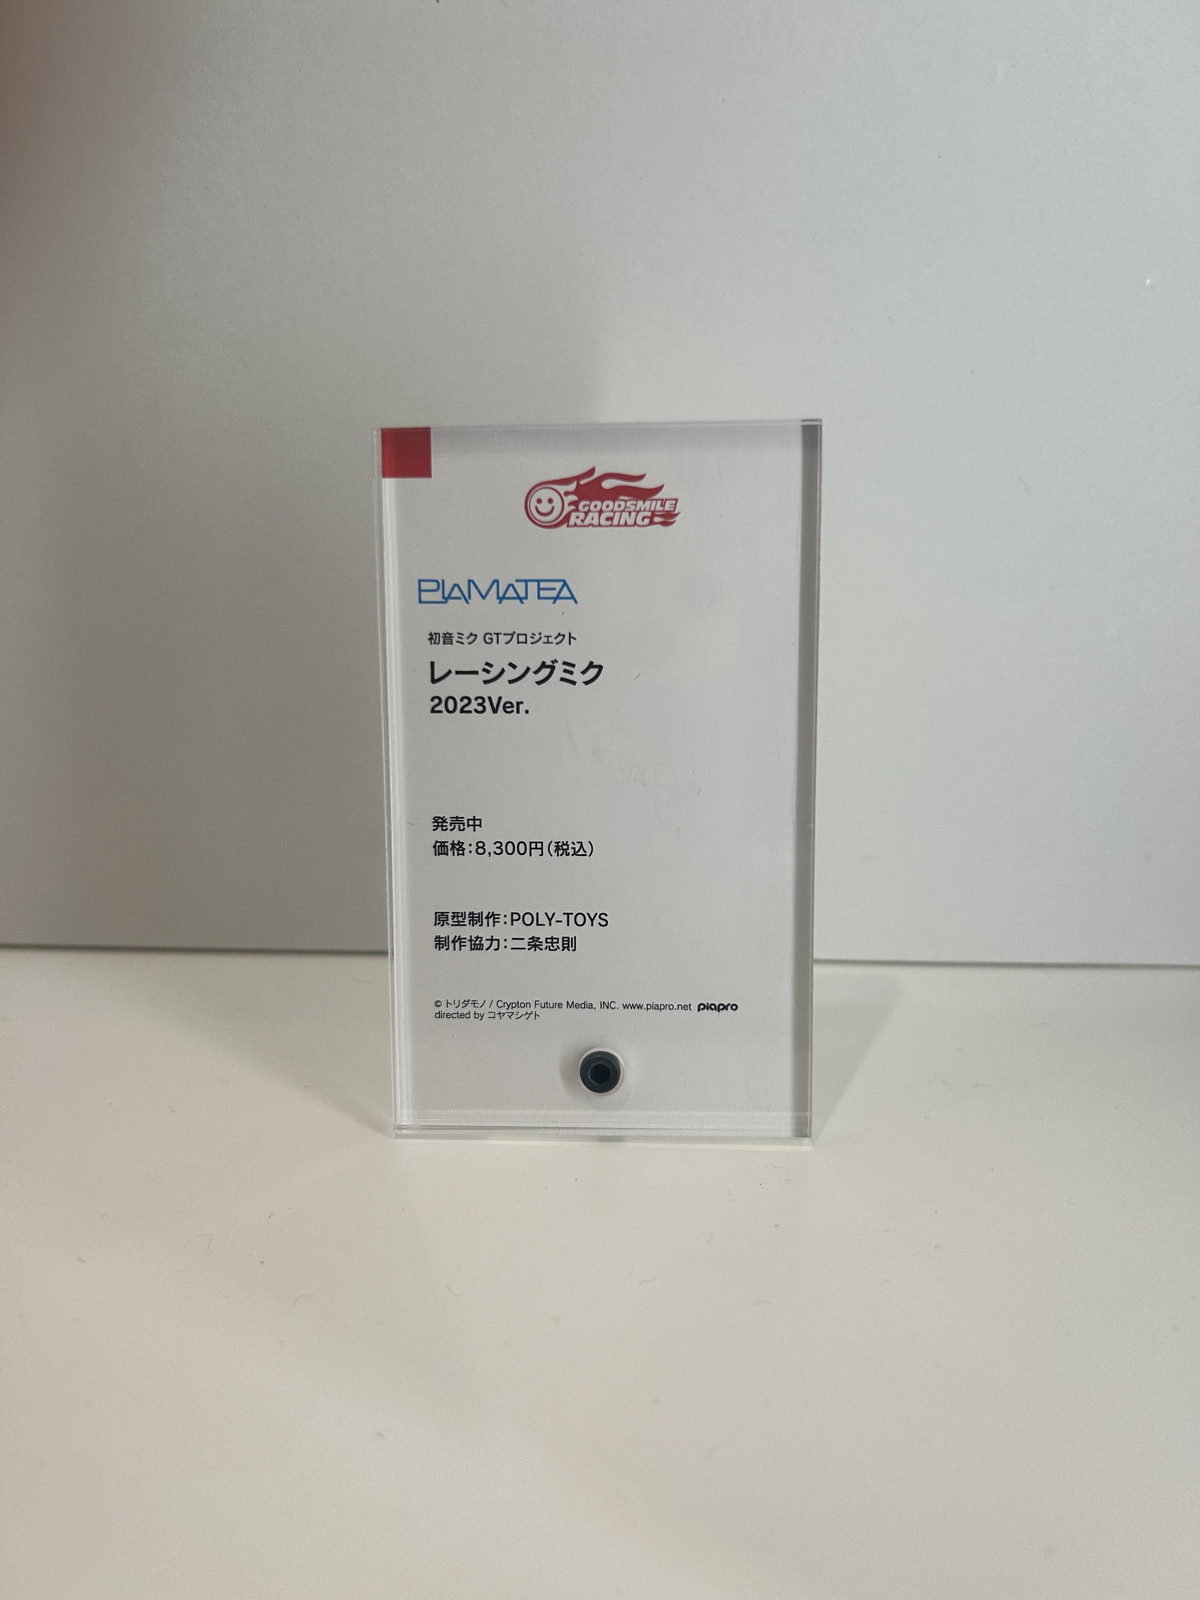 GOODSMILE
RACING
PLAMATEA
初音ミク GTプロジェクト
レーシングミク
2023Ver.
発売中
価格:8,300円(税込)
原型制作:POLY-TOYS
制作協力:二条忠則
© トリダモノ / Crypton Future Media, INC. www.piapro.net piapro
directed by コヤマシゲト